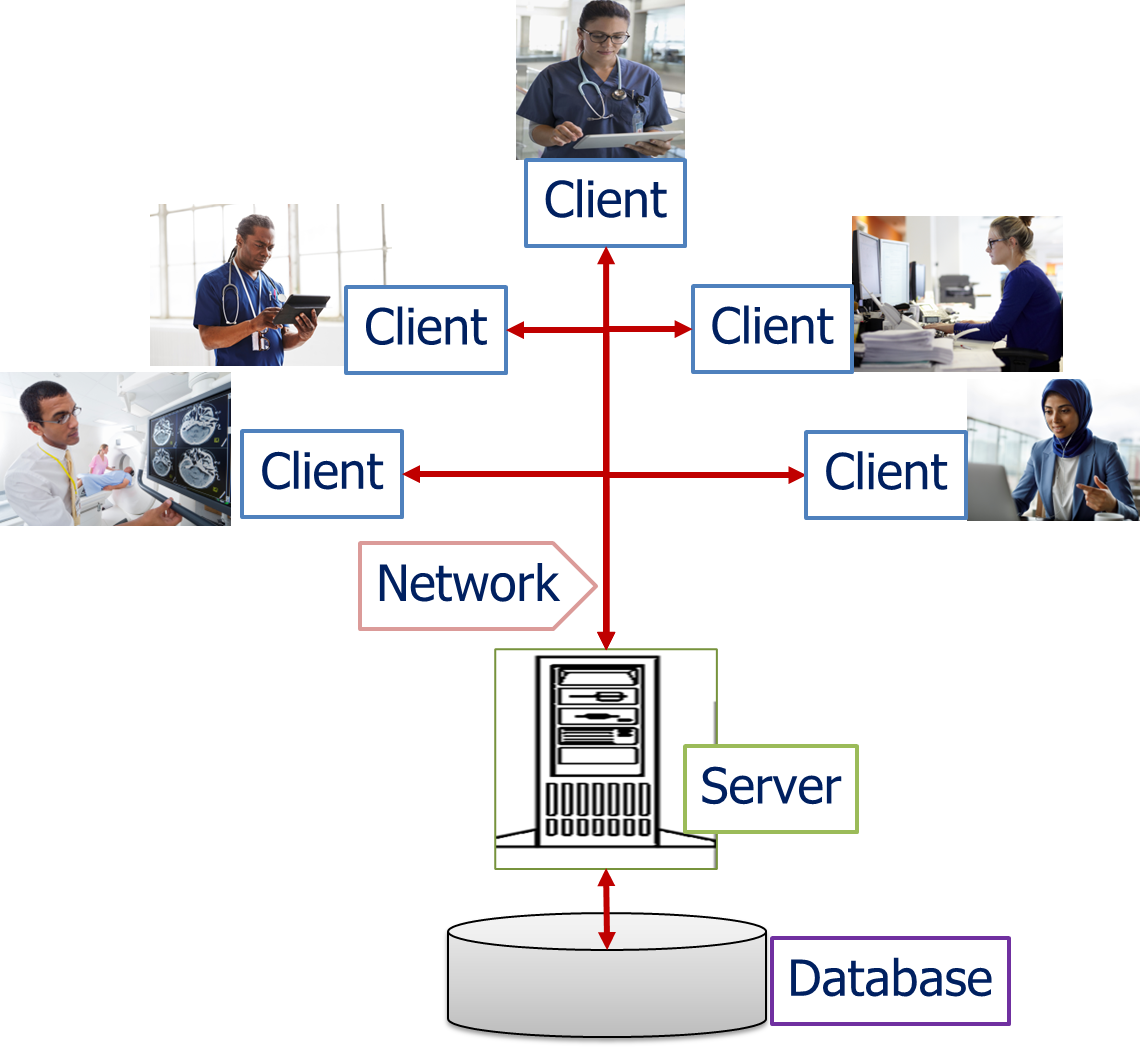 Client
Client
Client
Client
Client
Network
Server
Database